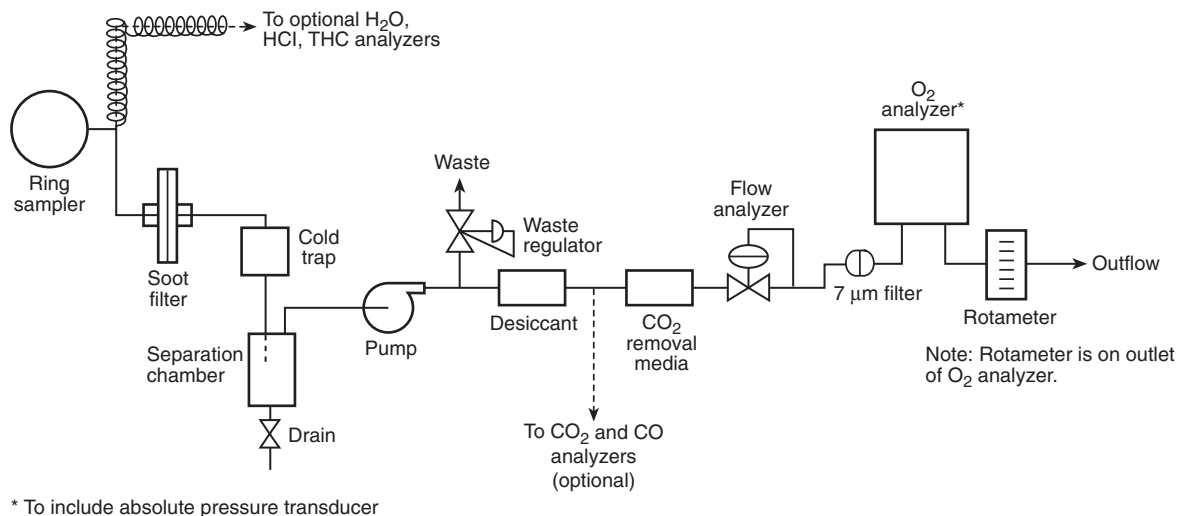 To optional H₂O,
HCl, THC analyzers
Ring
sampler
Soot
filter
Cold
trap
Separation
chamber
Drain
Pump
Waste
Waste
regulator
Desiccant
To CO₂ and CO
analyzers
(optional)
CO₂
removal
media
Flow
analyzer
7 μm filter
O₂
analyzer*
Rotameter
Outflow
Note: Rotameter is on outlet
of O₂ analyzer.
* To include absolute pressure transducer